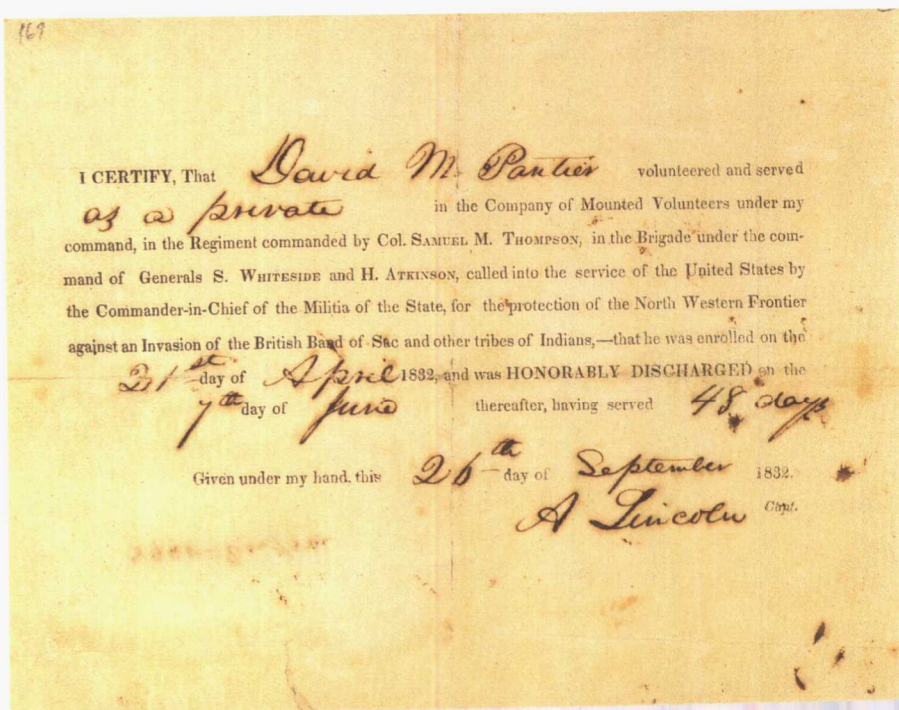 169
I CERTIFY, That David M. Pantier volunteered and served
as a private in the Company of Mounted Volunteers under my
command, in the Regiment commanded by Col. SAMUEL M. THOMPSON, in the Brigade under the com-
mand of Generals S. WHITESIDE and H. ATKINSON, called into the service of the United States by
the Commander-in-Chief of the Militia of the State, for the protection of the North Western Frontier
against an Invasion of the British Band of Sac and other tribes of Indians,—that he was enrolled on the
21st day of April 1832, and was HONORABLY DISCHARGED on the
7th day of June thereafter, having served 48 days
Given under my hand, this 26th day of September 1832.
A Lincoln Capt.